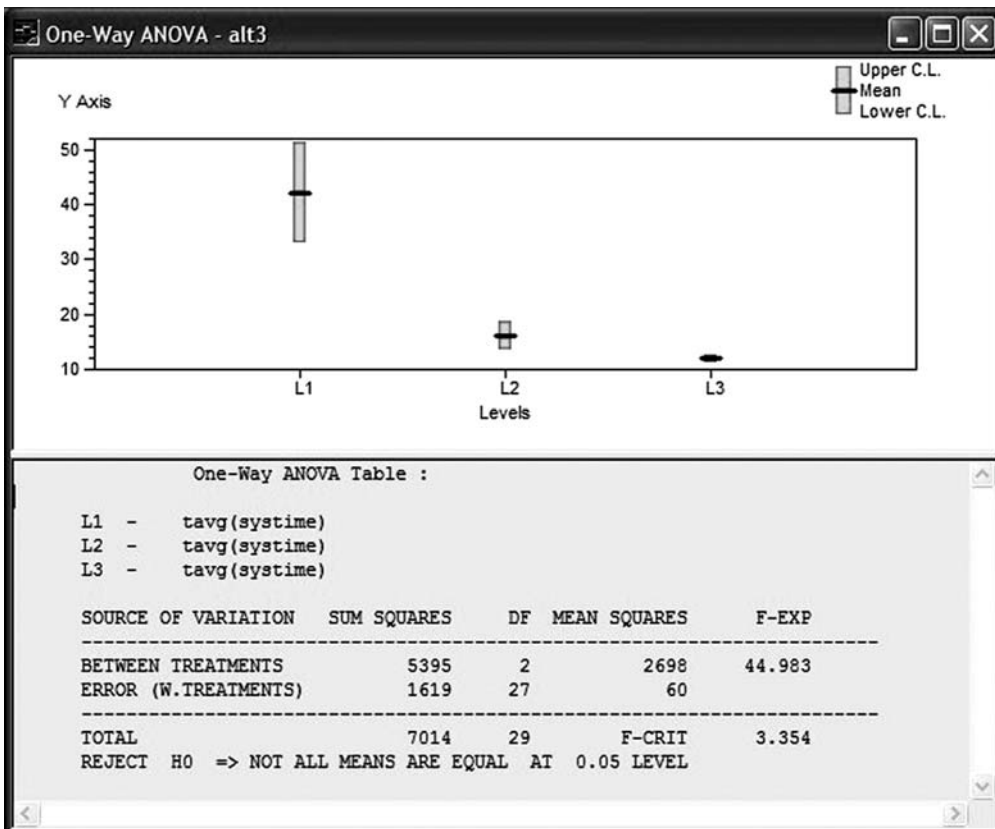 One-Way ANOVA - alt3
Upper C.L.
Mean
Lower C.L.
Y Axis
50
40
30
20
10
L1 L2 L3
Levels
One-Way ANOVA Table :
L1 - tavg(systime)
L2 - tavg(systime)
L3 - tavg(systime)
SOURCE OF VARIATION SUM SQUARES DF MEAN SQUARES F-EXP
BETWEEN TREATMENTS 5395 2 2698 44.983
ERROR (W.TREATMENTS) 1619 27 60
TOTAL 7014 29 F-CRIT 3.354
REJECT H0 => NOT ALL MEANS ARE EQUAL AT 0.05 LEVEL